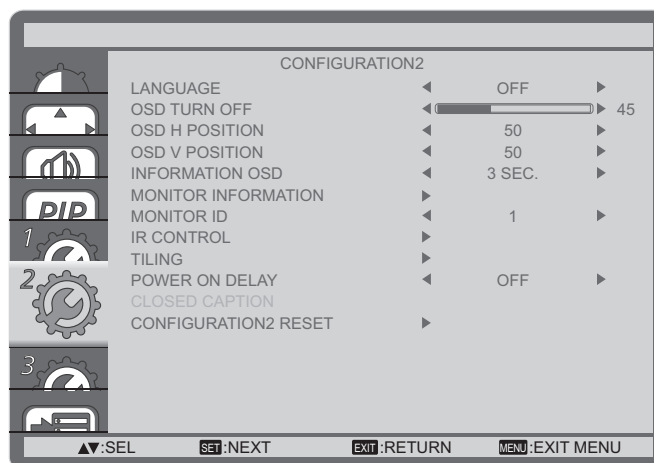 CONFIGURATION2
LANGUAGE OFF
OSD TURN OFF 45
OSD H POSITION 50
OSD V POSITION 50
INFORMATION OSD 3 SEC.
MONITOR INFORMATION
PIP
MONITOR ID 1
1
IR CONTROL
TILING
2
POWER ON DELAY OFF
CLOSED CAPTION
CONFIGURATION2 RESET
3
▲▼:SEL SET:NEXT EXIT:RETURN MENU:EXIT MENU